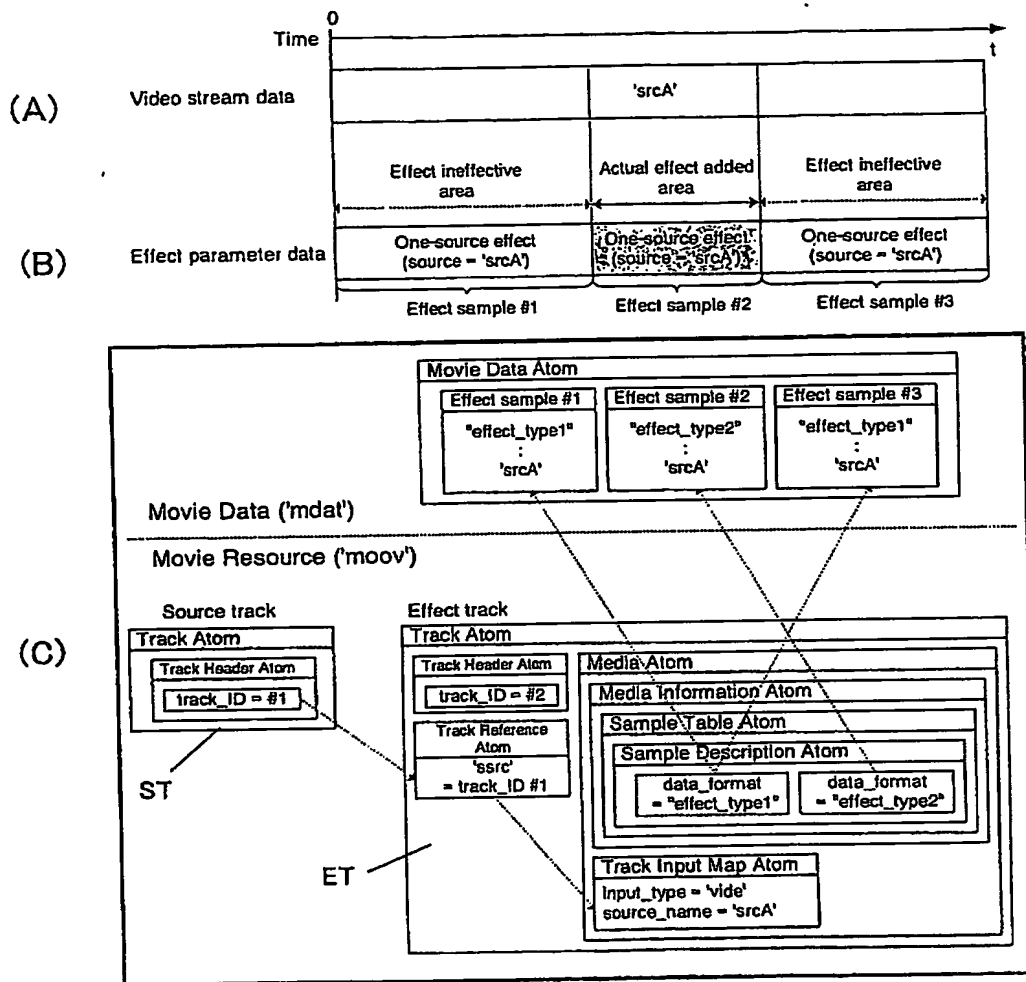 0
Time
t
(A)
Video stream data
'srcA'
Effect ineffective
area
Actual effect added
area
Effect ineffective
area
(B)
Effect parameter data
One-source effect
(source = 'srcA')
One-source effect
(source = 'srcA')
One-source effect
(source = 'srcA')
Effect sample #1
Effect sample #2
Effect sample #3
Movie Data Atom
Effect sample #1
Effect sample #2
Effect sample #3
"effect_type1"
:
'srcA'
"effect_type2"
:
'srcA'
"effect_type1"
:
'srcA'
Movie Data ('mdat')
Movie Resource ('moov')
(C)
Source track
Track Atom
Track Header Atom
track_ID = #1
ST
Effect track
Track Atom
Track Header Atom
track_ID = #2
Track Reference
Atom
'ssrc'
= track_ID #1
ET
Media Atom
Media Information Atom
Sample Table Atom
Sample Description Atom
data_format
= "effect_type1"
data_format
= "effect_type2"
Track Input Map Atom
Input_type = 'vide'
source_name = 'srcA'